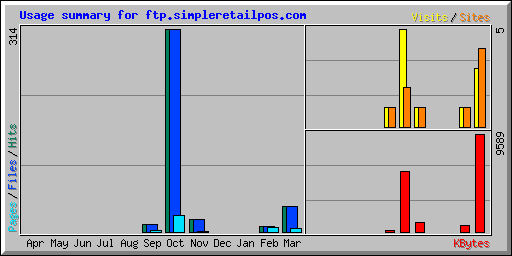 Usage summary for ftp.simpleretailpos.com
Visits / Sites
314
5
Pages / Files / Hits
9589
Apr May Jun Jul Aug Sep Oct Nov Dec Jan Feb Mar
KBytes